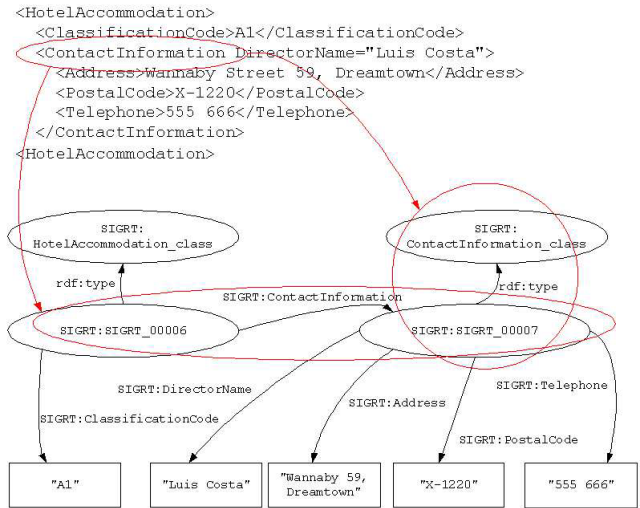 <HotelAccommodation>
<ClassificationCode>A1</ClassificationCode>
<ContactInformation DirectorName="Luis Costa">
<Address>Wannaby Street 59, Dreamtown</Address>
<PostalCode>X-1220</PostalCode>
<Telephone>555 666</Telephone>
</ContactInformation>
<HotelAccommodation>
SIGRT:
HotelAccommodation_class
SIGRT:
ContactInformation_class
rdf:type
rdf:type
SIGRT:ContactInformation
SIGRT:SIGRT_00006
SIGRT:SIGRT_00007
SIGRT:DirectorName
SIGRT:Telephone
SIGRT:Address
SIGRT:ClassificationCode
SIGRT:PostalCode
"A1"
"Luis Costa"
"Wannaby 59,
Dreamtown"
"X-1220"
"555 666"